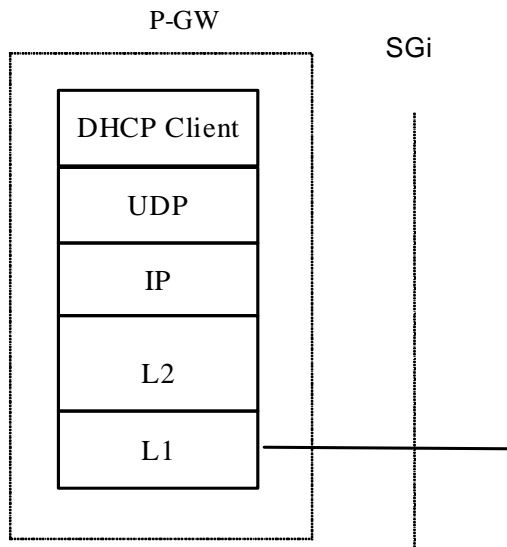 P-GW
SGi
DHCP Client
UDP
IP
L2
L1